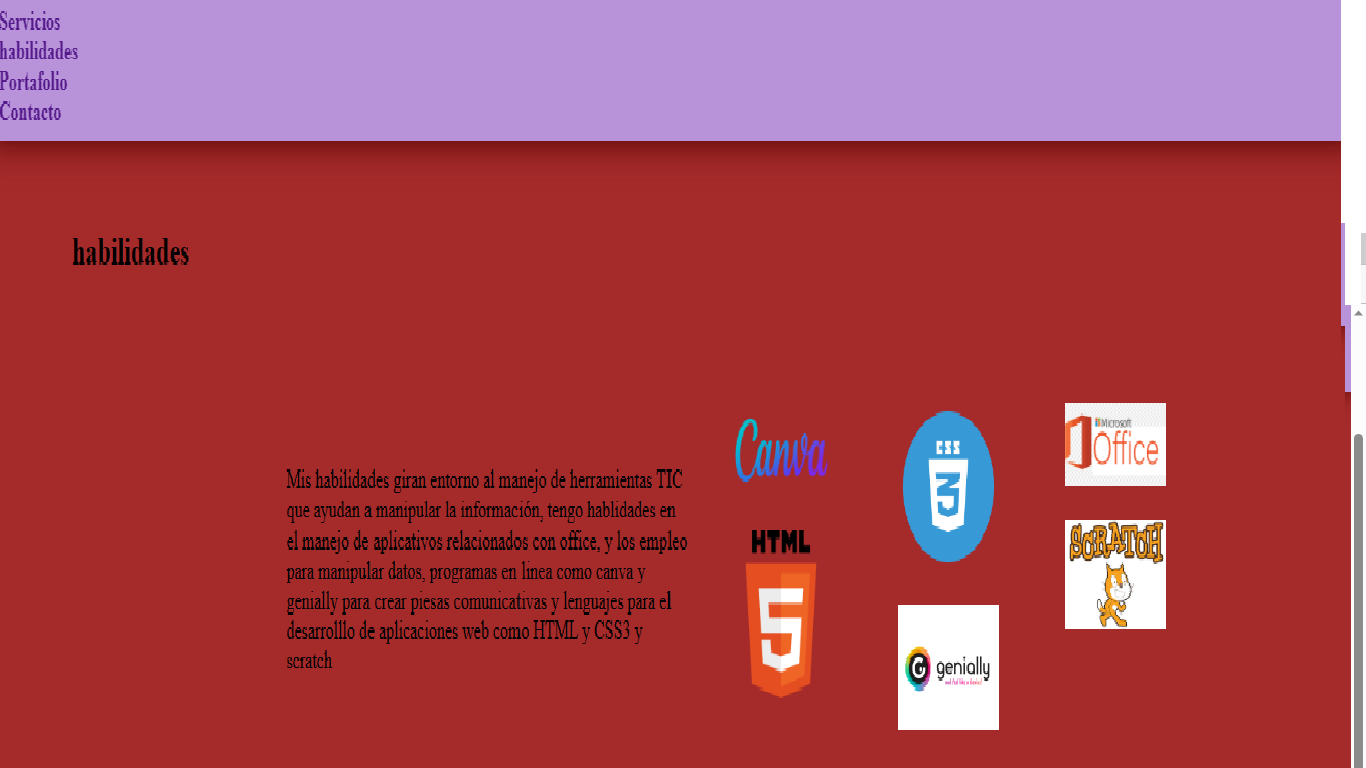 Servicios
habilidades
Portafolio
Contacto
habilidades
Mis habilidades giran entorno al manejo de herramientas TIC
que ayudan a manipular la información, tengo hablidades en
el manejo de aplicativos relacionados con office, y los empleo
para manipular datos, programas en linea como canva y
genially para crear piesas comunicativas y lenguajes para el
desarrolllo de aplicaciones web como HTML y CSS3 y
scratch
Canva
CSS
3
Microsoft
Office
HTML
5
SCRATCH
G genially